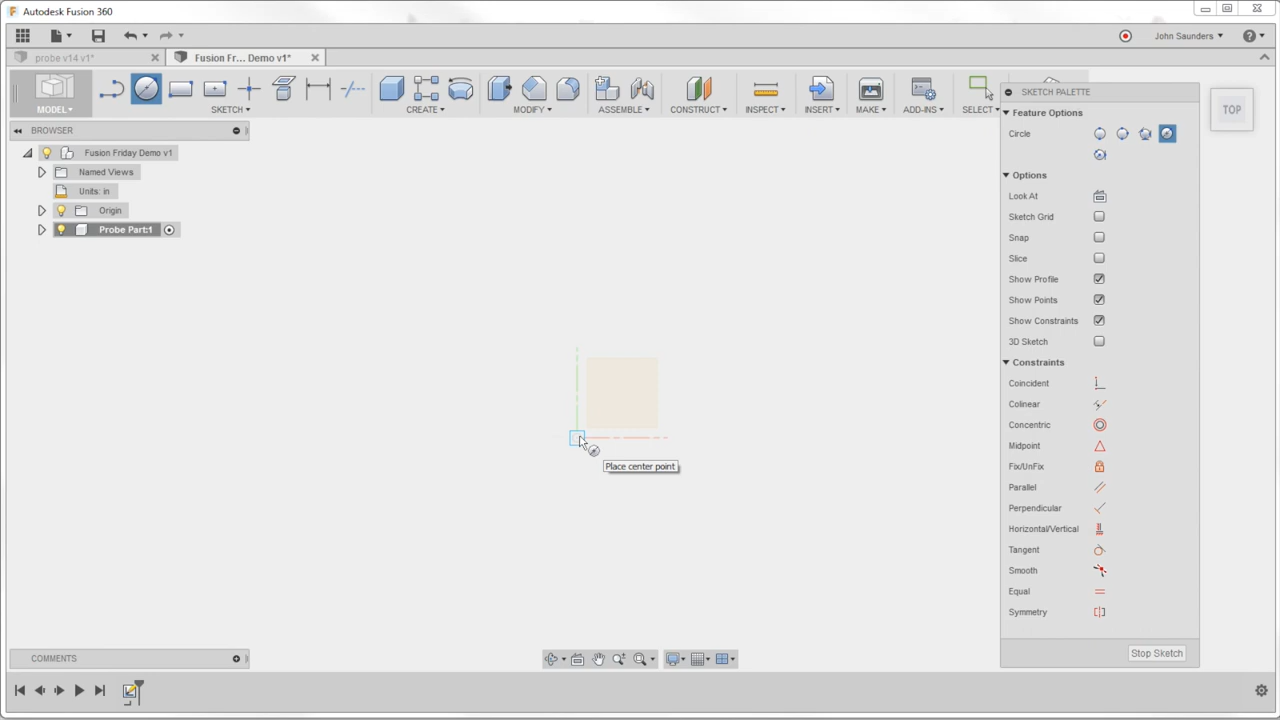 Autodesk Fusion 360
John Saunders
probe v14 v1*
Fusion Fr... Demo v1*
MODEL
SKETCH
CREATE
MODIFY
ASSEMBLE
CONSTRUCT
INSPECT
INSERT
MAKE
ADD-INS
SELECT
SKETCH PALETTE
TOP
BROWSER
Fusion Friday Demo v1
Named Views
Units: in
Origin
Probe Part:1
Feature Options
Circle
Options
Look At
Sketch Grid
Snap
Slice
Show Profile
Show Points
Show Constraints
3D Sketch
Constraints
Coincident
Colinear
Concentric
Midpoint
Fix/UnFix
Parallel
Perpendicular
Horizontal/Vertical
Tangent
Smooth
Equal
Symmetry
Stop Sketch
Place center point
COMMENTS